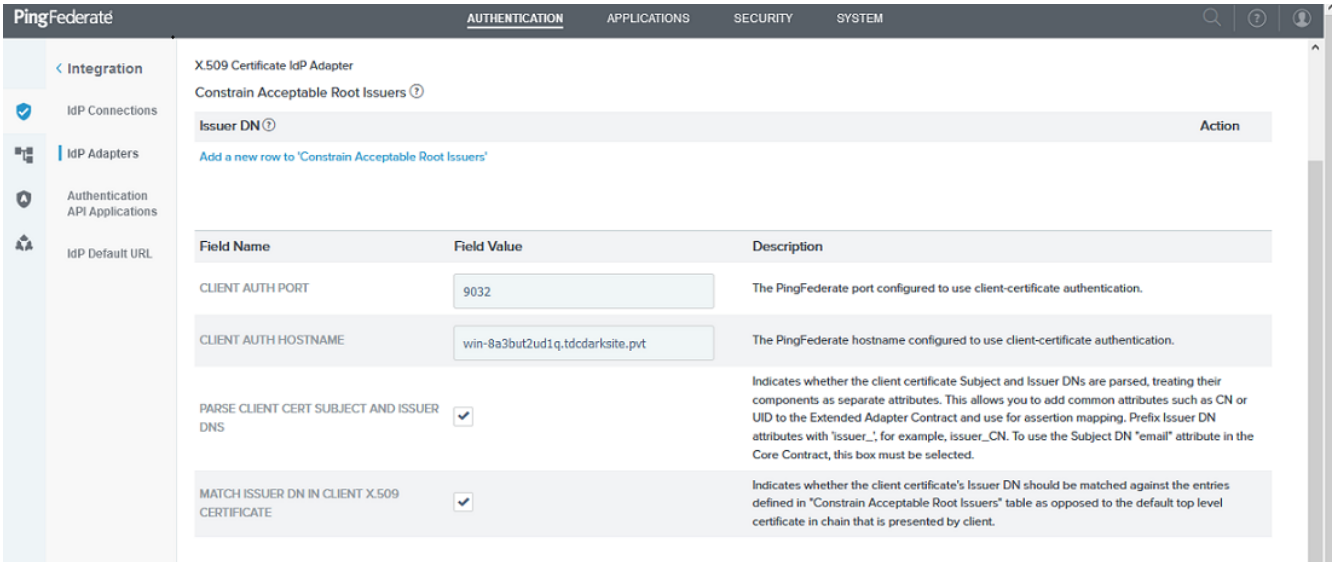 PingFederate
AUTHENTICATION APPLICATIONS SECURITY SYSTEM
Integration
IdP Connections
IdP Adapters
Authentication
API Applications
IdP Default URL
X.509 Certificate IdP Adapter
Constrain Acceptable Root Issuers
Issuer DN Action
Add a new row to 'Constrain Acceptable Root Issuers'
Field Name Field Value Description
CLIENT AUTH PORT 9032 The PingFederate port configured to use client-certificate authentication.
CLIENT AUTH HOSTNAME win-8a3but2ud1q.tdcdarksite.pvt The PingFederate hostname configured to use client-certificate authentication.
PARSE CLIENT CERT SUBJECT AND ISSUER
DNS
Indicates whether the client certificate Subject and Issuer DNs are parsed, treating their
components as separate attributes. This allows you to add common attributes such as CN or
UID to the Extended Adapter Contract and use for assertion mapping. Prefix Issuer DN
attributes with 'issuer_', for example, issuer_CN. To use the Subject DN "email" attribute in the
Core Contract, this box must be selected.
MATCH ISSUER DN IN CLIENT X.509
CERTIFICATE
Indicates whether the client certificate's Issuer DN should be matched against the entries
defined in "Constrain Acceptable Root Issuers" table as opposed to the default top level
certificate in chain that is presented by client.